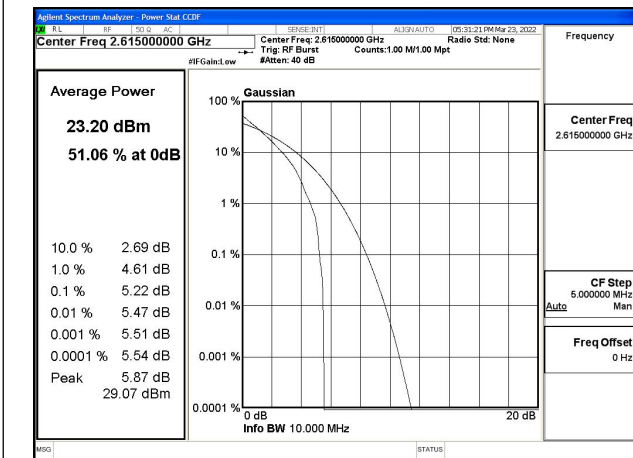 Agilent Spectrum Analyzer - Power Stat CCDF
RL RF 50 Ω AC SENSE:INT ALIGN AUTO 05:31:21 PM Mar 23, 2022
Center Freq 2.615000000 GHz
Center Freq: 2.615000000 GHz Radio Std: None
Trig: RF Burst Counts:1.00 M/1.00 Mpt
#IFGain:Low #Atten: 40 dB
Frequency
Average Power
23.20 dBm
51.06 % at 0dB
10.0 % 2.69 dB
1.0 % 4.61 dB
0.1 % 5.22 dB
0.01 % 5.47 dB
0.001 % 5.51 dB
0.0001 % 5.54 dB
Peak 5.87 dB
29.07 dBm
Gaussian
100 %
10 %
1 %
0.1 %
0.01 %
0.001 %
0.0001 %
0 dB 20 dB
Info BW 10.000 MHz
Center Freq
2.615000000 GHz
CF Step
5.000000 MHz
Auto Man
Freq Offset
0 Hz
MSG STATUS